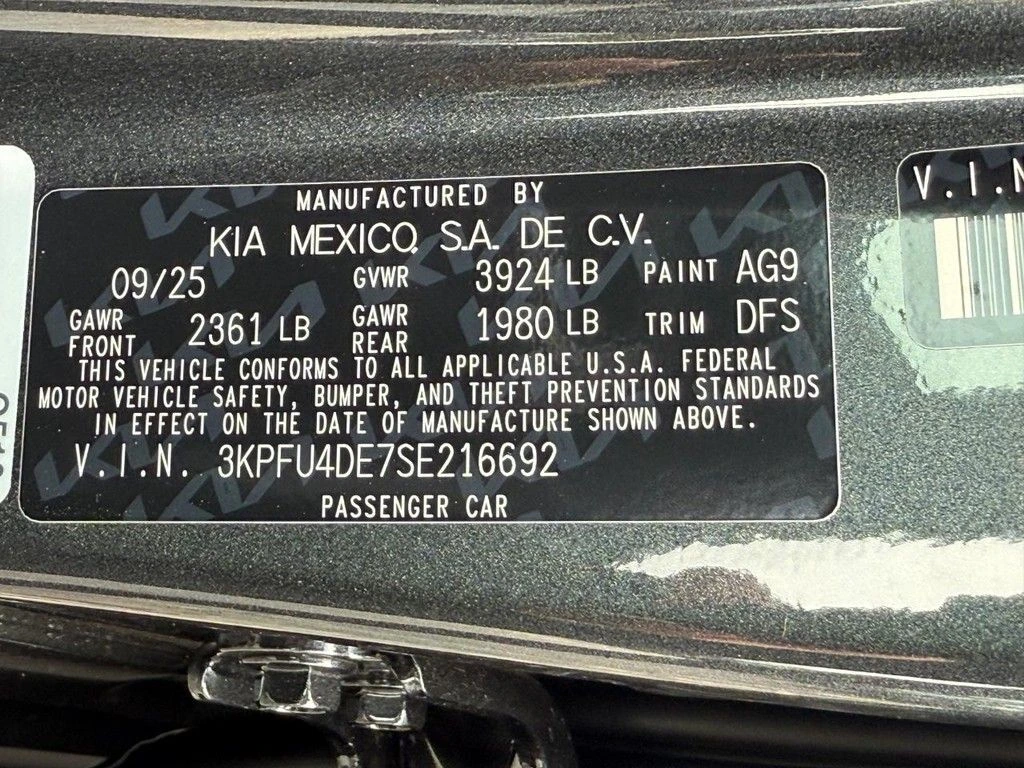 MANUFACTURED BY
KIA MEXICO. S.A. DE C.V.
09/25 GVWR 3924 LB PAINT AG9
GAWR FRONT 2361 LB GAWR REAR 1980 LB TRIM DFS
THIS VEHICLE CONFORMS TO ALL APPLICABLE U.S.A. FEDERAL
MOTOR VEHICLE SAFETY, BUMPER, AND THEFT PREVENTION STANDARDS
IN EFFECT ON THE DATE OF MANUFACTURE SHOWN ABOVE.
V.I.N. 3KPFU4DE7SE216692
PASSENGER CAR
V.I.N